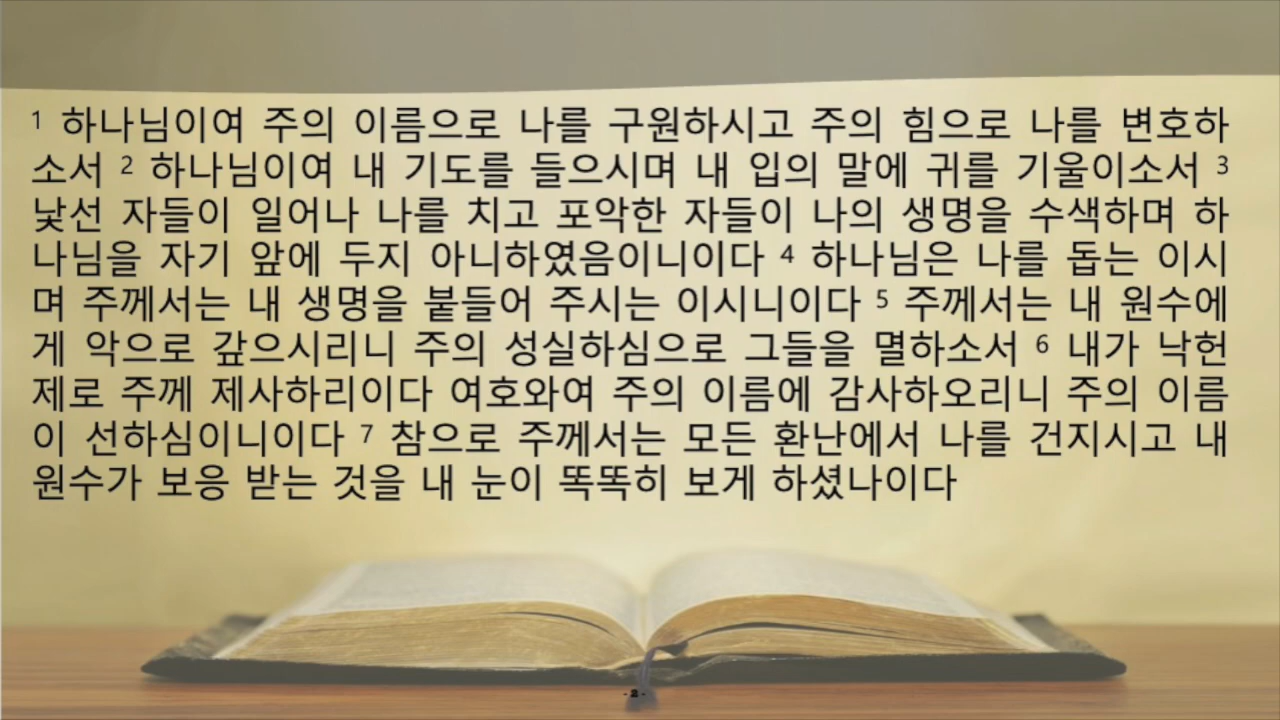 1 하나님이여 주의 이름으로 나를 구원하시고 주의 힘으로 나를 변호하
소서 2 하나님이여 내 기도를 들으시며 내 입의 말에 귀를 기울이소서 3
낯선 자들이 일어나 나를 치고 포악한 자들이 나의 생명을 수색하며 하
나님을 자기 앞에 두지 아니하였음이니이다 4 하나님은 나를 돕는 이시
며 주께서는 내 생명을 붙들어 주시는 이시니이다 5 주께서는 내 원수에
게 악으로 갚으시리니 주의 성실하심으로 그들을 멸하소서 6 내가 낙헌
제로 주께 제사하리이다 여호와여 주의 이름에 감사하오리니 주의 이름
이 선하심이니이다 7 참으로 주께서는 모든 환난에서 나를 건지시고 내
원수가 보응 받는 것을 내 눈이 똑똑히 보게 하셨나이다
- 2 -